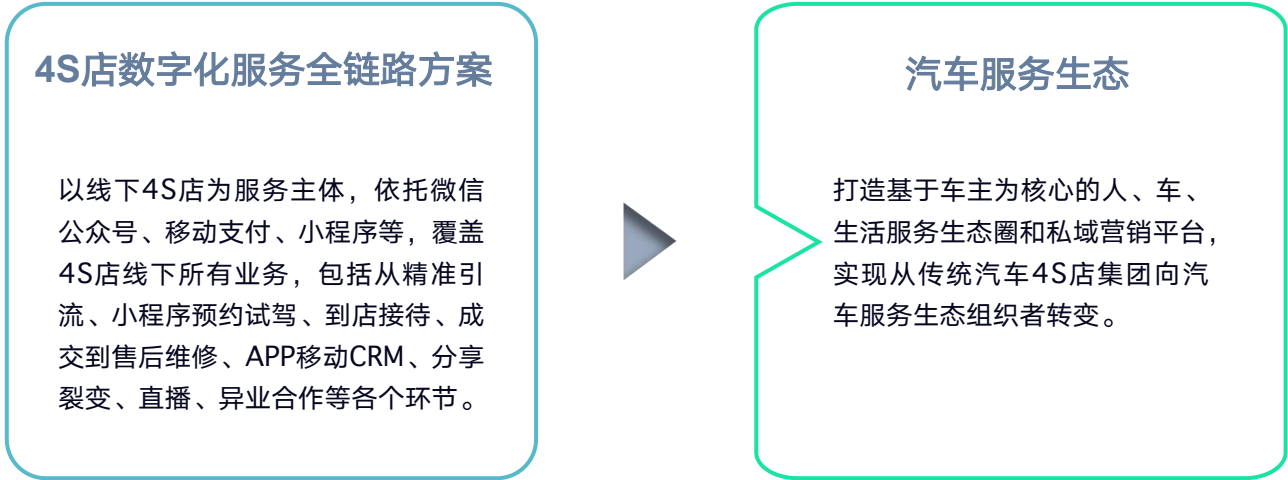 4S店数字化服务全链路方案
以线下4S店为服务主体，依托微信
公众号、移动支付、小程序等，覆盖
4S店线下所有业务，包括从精准引
流、小程序预约试驾、到店接待、成
交到售后维修、APP移动CRM、分享
裂变、直播、异业合作等各个环节。
汽车服务生态
打造基于车主为核心的人、车、
生活服务生态圈和私域营销平台，
实现从传统汽车4S店集团向汽
车服务生态组织者转变。